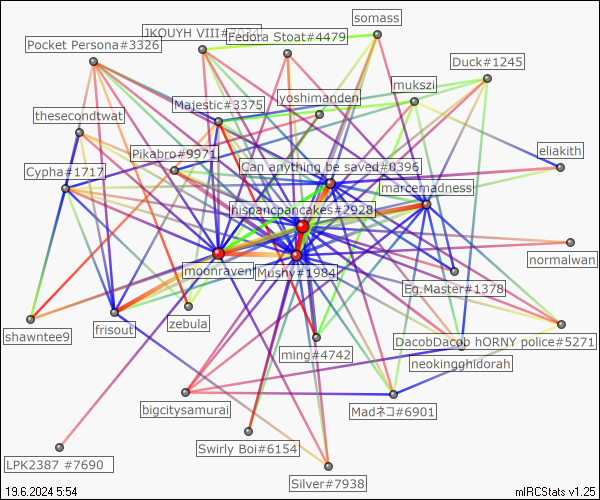 somass
JKOUYH VIII#
Fedora Stoat#4479
Pocket Persona#3326
Duck#1245
mukszi
yoshimanden
Majestic#3375
thesecondtwat
eliakith
Pikabro#9971
Can anything be saved#0396
Cypha#1717
marcemadness
hispanicpancakes#2928
normalwan
moonraven
Mushy#1984
Eg.Master#1378
zebula
frisout
shawntee9
DacobDacob hORNY police#5271
ming#4742
neokingghidorah
bigcitysamurai
Madネコ#6901
Swirly Boi#6154
LPK2387 #7690
Silver#7938
19.6.2024 5:54
mIRCStats v1.25